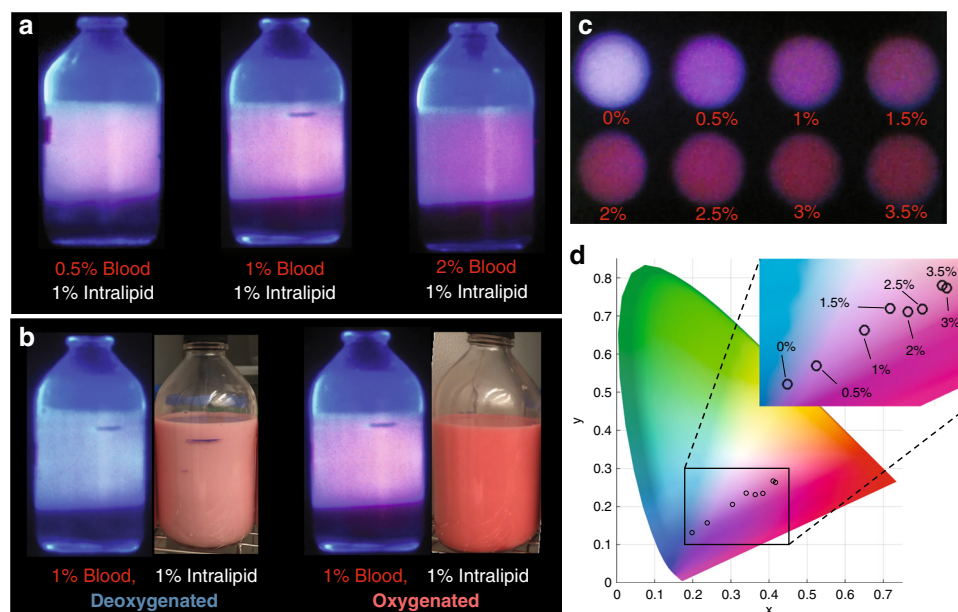 a
0.5% Blood
1% Intralipid
1% Blood
1% Intralipid
2% Blood
1% Intralipid
b
1% Blood, 1% Intralipid
Deoxygenated
1% Blood, 1% Intralipid
Oxygenated
c
0% 0.5% 1% 1.5%
2% 2.5% 3% 3.5%
d
0.8
0.7
0.6
0.5
0.4
0.3
0.2
0.1
0
y
0 0.1 0.2 0.3 0.4 0.5 0.6 0.7
x
3.5%
2.5%
1.5%
3%
2%
0%
1%
0.5%